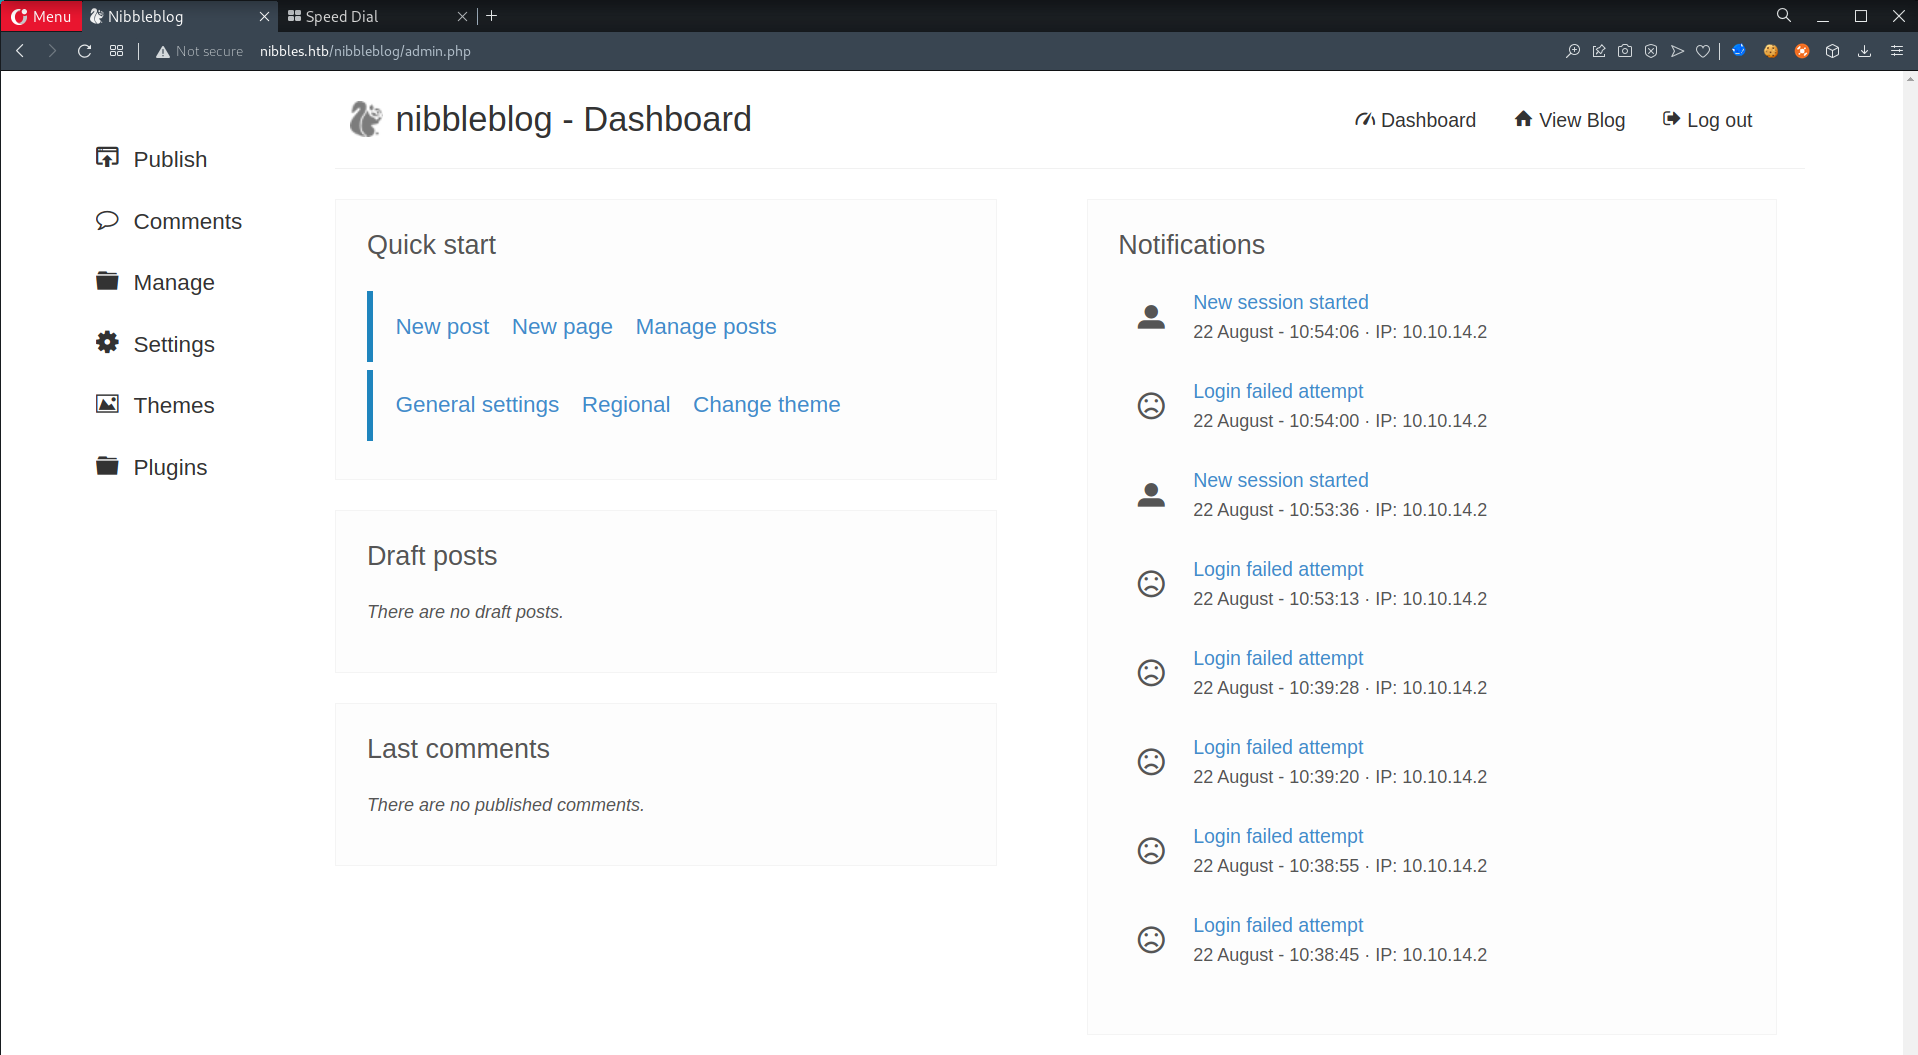 Menu
Nibbleblog
Speed Dial
Not secure
nibbles.htb/nibbleblog/admin.php
nibbleblog - Dashboard
Dashboard
View Blog
Log out
Publish
Comments
Manage
Settings
Themes
Plugins
Quick start
New post New page Manage posts
General settings Regional Change theme
Draft posts
There are no draft posts.
Last comments
There are no published comments.
Notifications
New session started
22 August - 10:54:06 · IP: 10.10.14.2
Login failed attempt
22 August - 10:54:00 · IP: 10.10.14.2
New session started
22 August - 10:53:36 · IP: 10.10.14.2
Login failed attempt
22 August - 10:53:13 · IP: 10.10.14.2
Login failed attempt
22 August - 10:39:28 · IP: 10.10.14.2
Login failed attempt
22 August - 10:39:20 · IP: 10.10.14.2
Login failed attempt
22 August - 10:38:55 · IP: 10.10.14.2
Login failed attempt
22 August - 10:38:45 · IP: 10.10.14.2